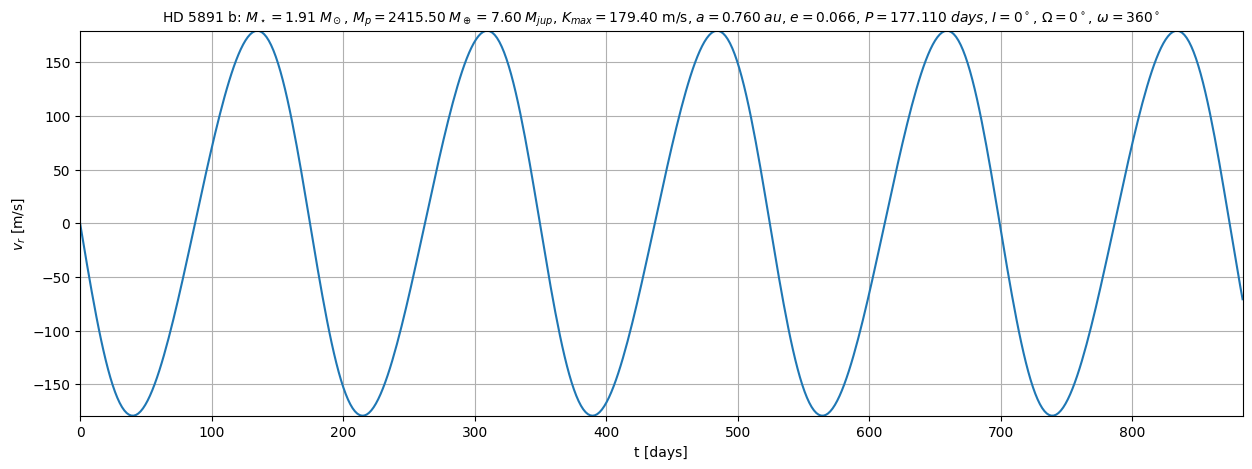 HD 5891 b: M⋆ = 1.91 M⊙, Mp = 2415.50 M⊕ = 7.60 Mjup, Kmax = 179.40 m/s, a = 0.760 au, e = 0.066, P = 177.110 days, I = 0°, Ω = 0°, ω = 360°
150
100
50
0
−50
−100
−150
vr [m/s]
0 100 200 300 400 500 600 700 800
t [days]